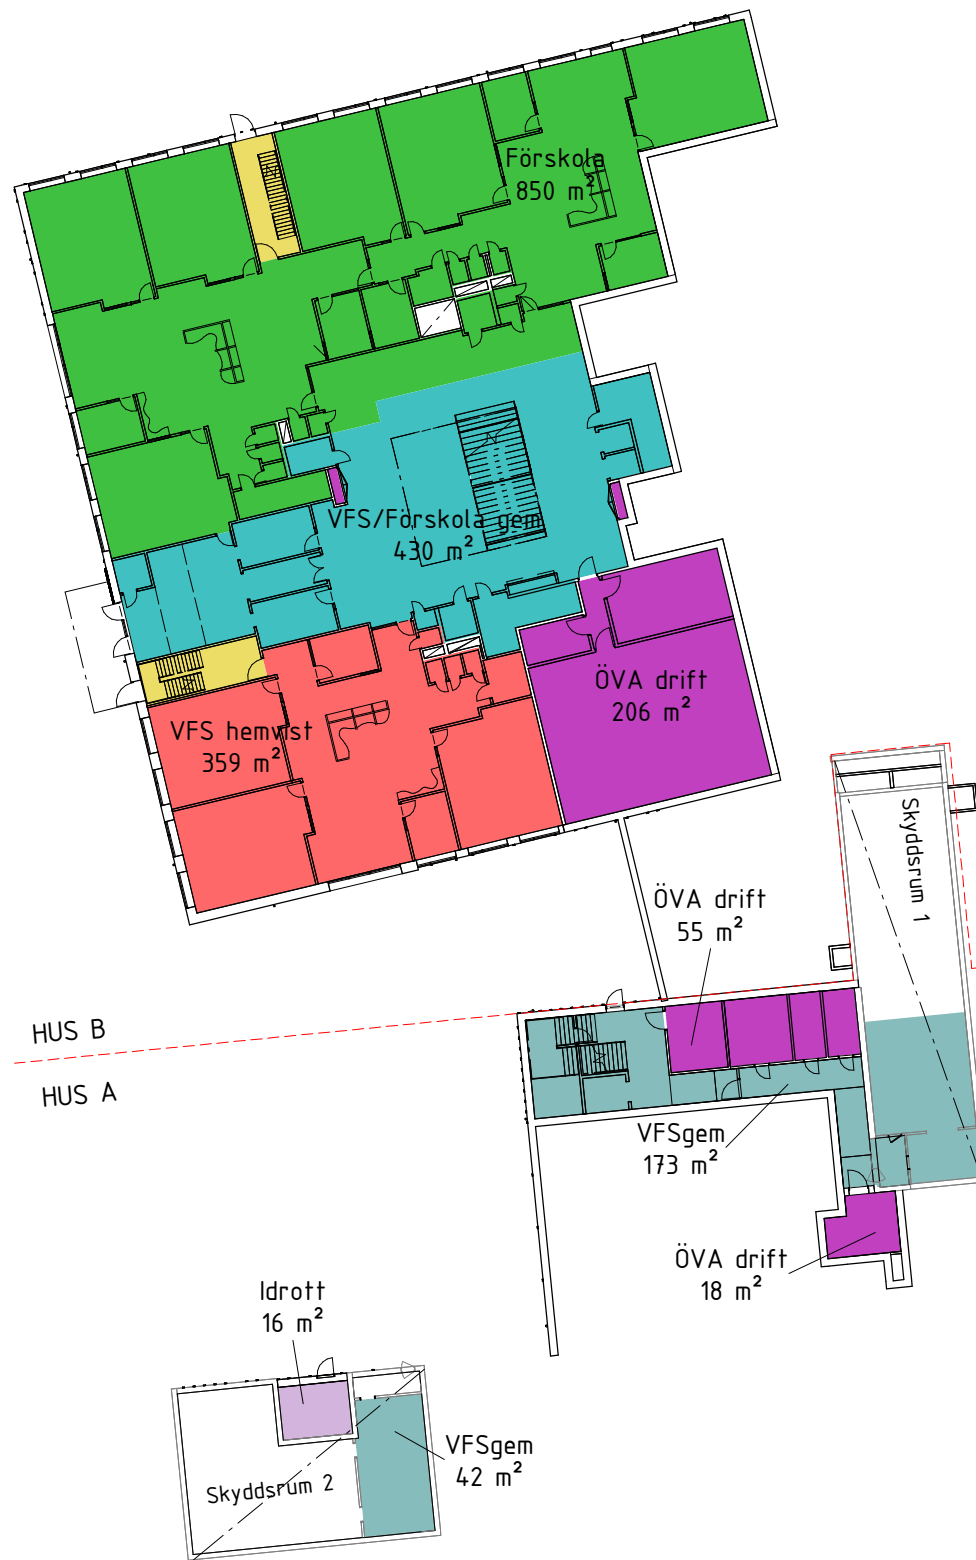 Förskola
850 m²
VFS/Förskola gem
430 m²
ÖVA drift
206 m²
VFS hemvist
359 m²
Skyddsrum 1
ÖVA drift
55 m²
HUS B
HUS A
VFSgem
173 m²
ÖVA drift
18 m²
Idrott
16 m²
VFSgem
42 m²
Skyddsrum 2